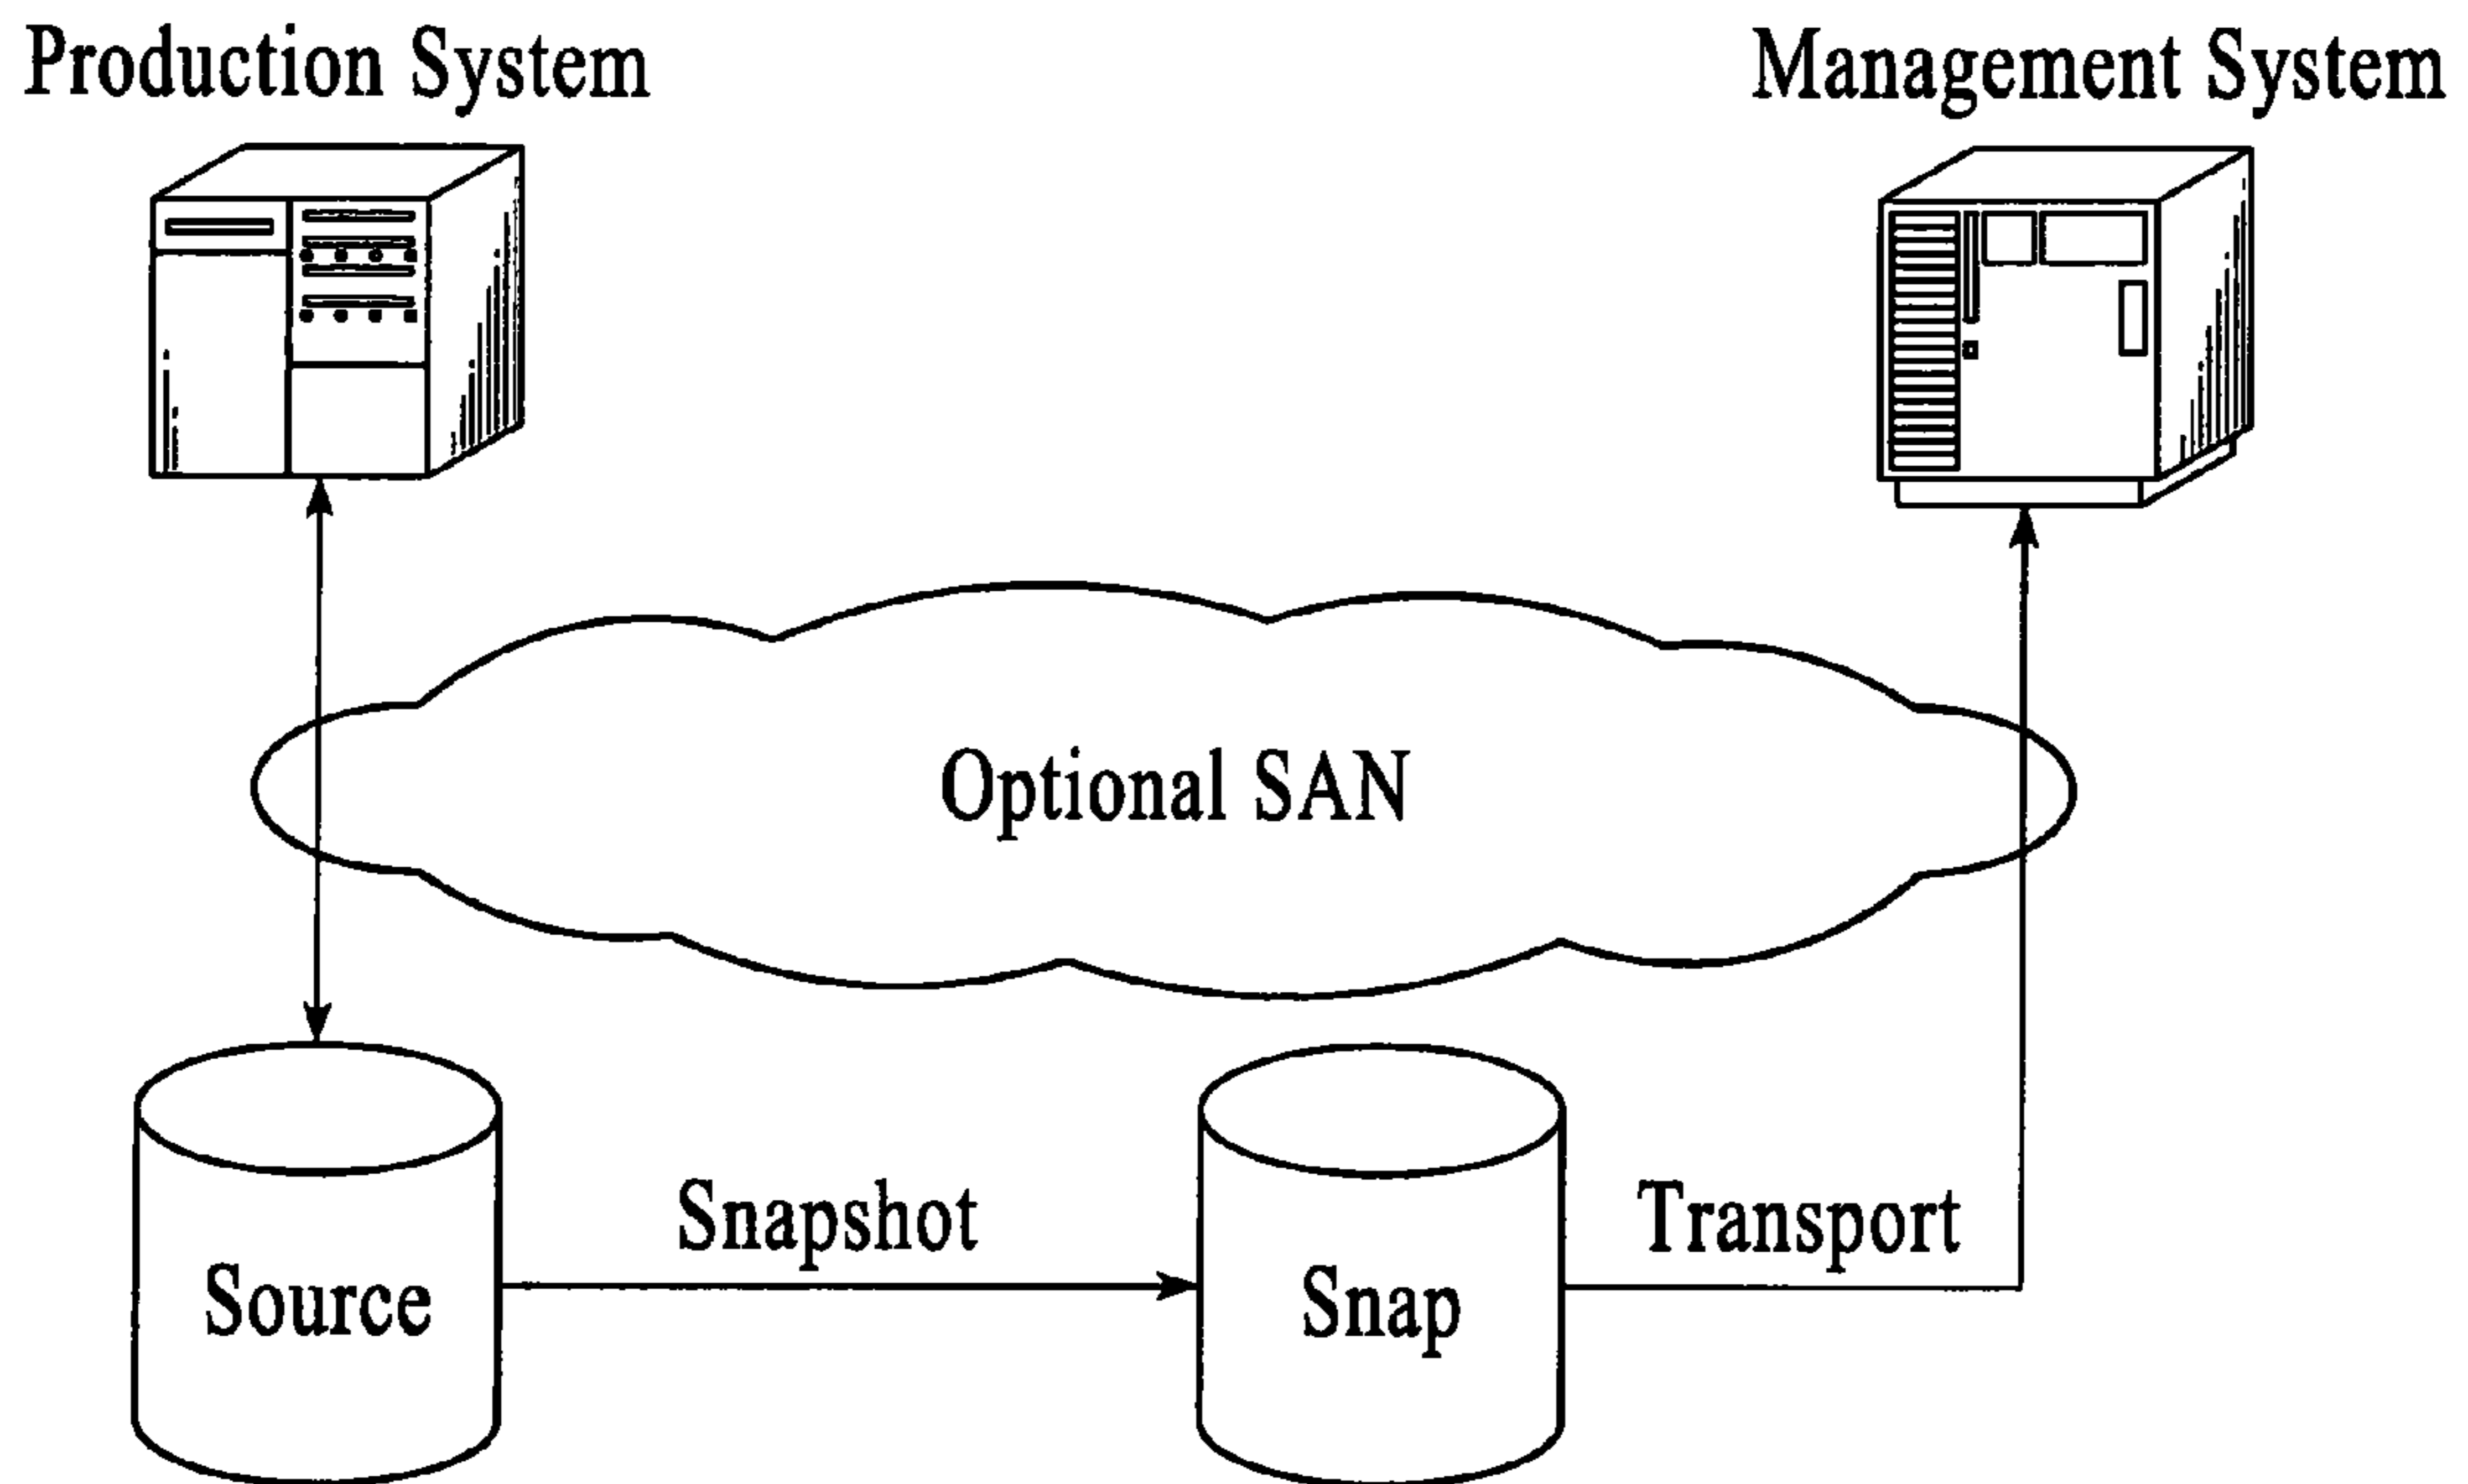 Production System
Management System
Optional SAN
Snapshot
Transport
Source
Snap